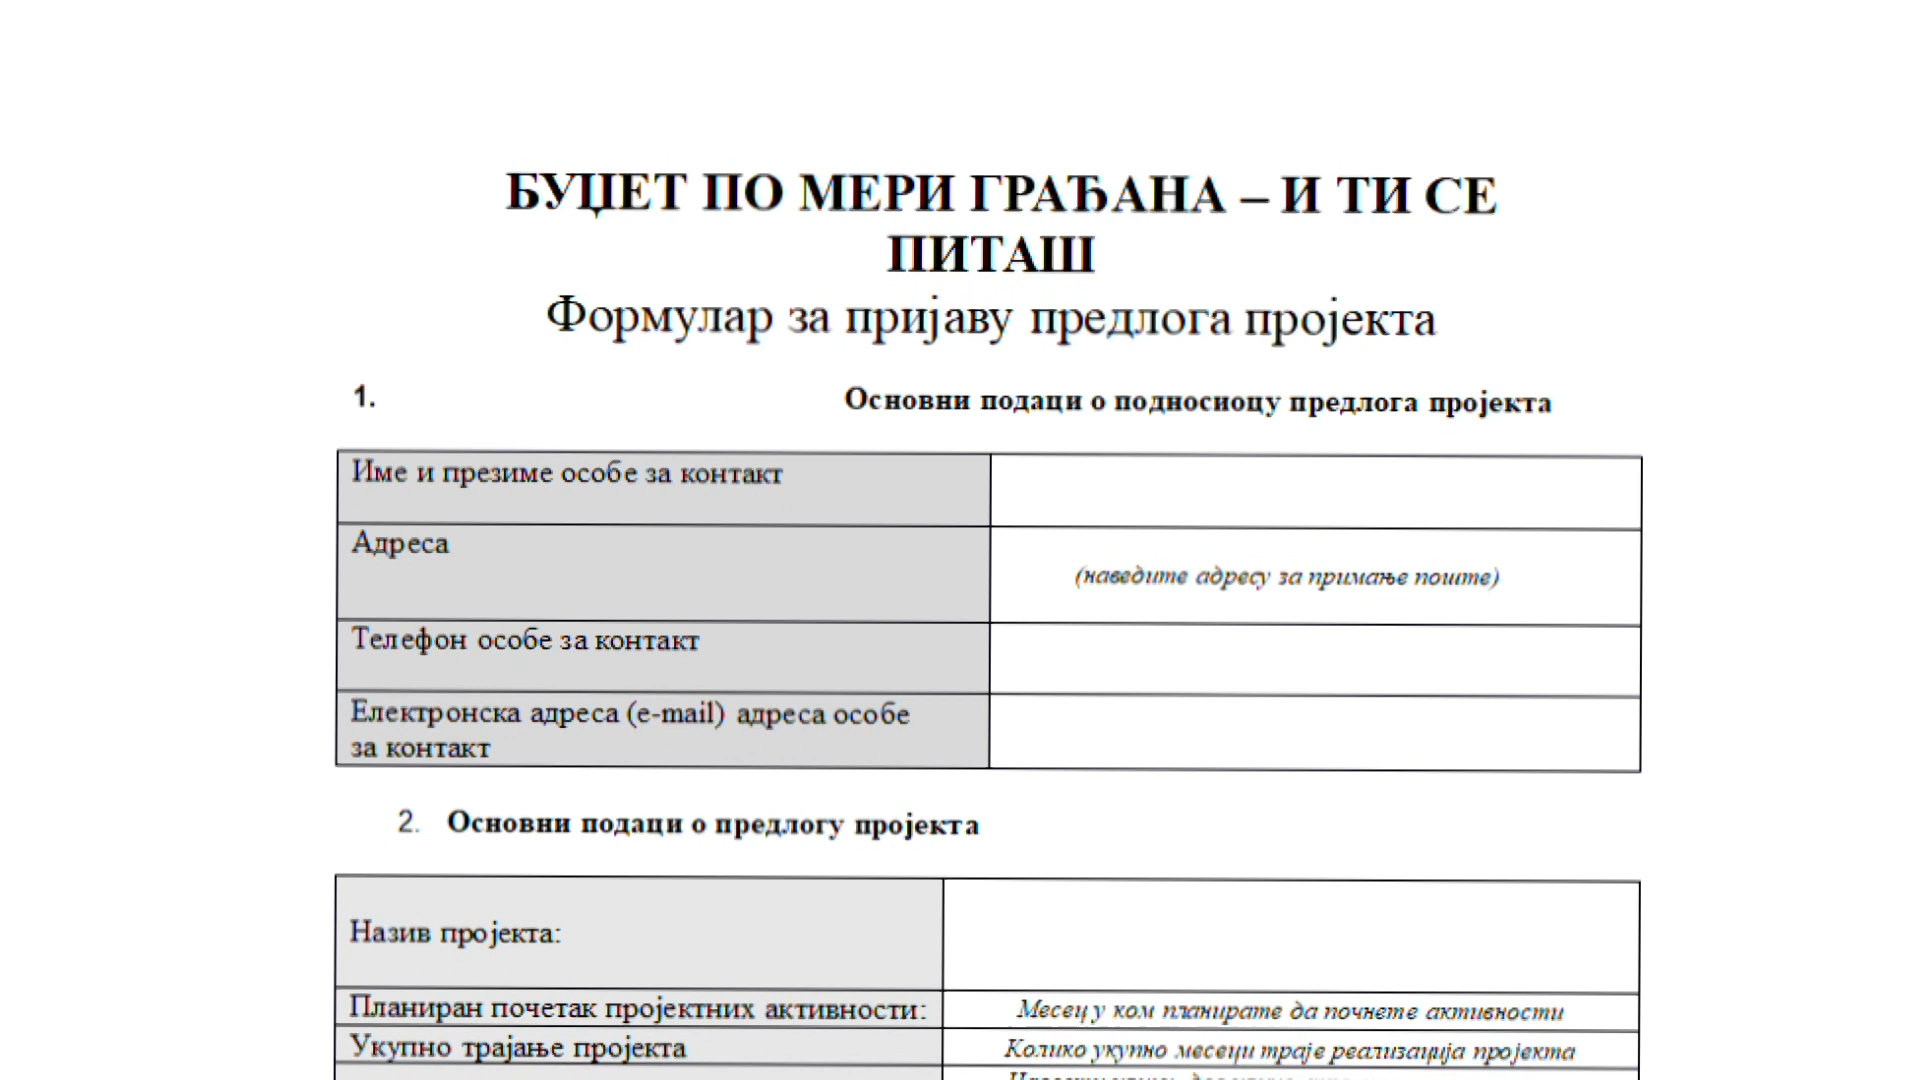 БУЏЕТ ПО МЕРИ ГРАЂАНА – И ТИ СЕ
ПИТАШ
Формулар за пријаву предлога пројекта
1. Основни подаци о подносиоцу предлога пројекта
Име и презиме особе за контакт
Адреса
(наведите адресу за примање поште)
Телефон особе за контакт
Електронска адреса (e-mail) адреса особе
за контакт
2. Основни подаци о предлогу пројекта
Назив пројекта:
Планиран почетак пројектних активности:
Месец у ком планирате да почнете активности
Укупно трајање пројекта
Колико укупно месеци траје реализација пројекта